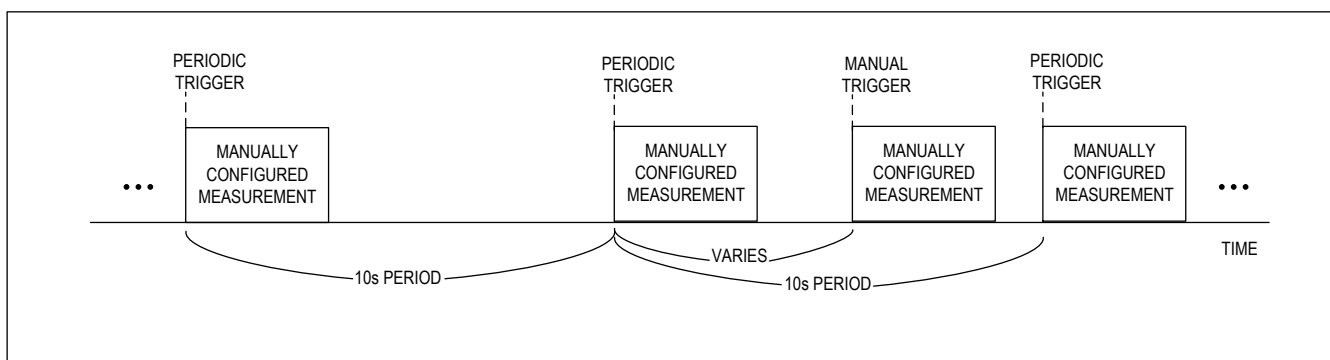 PERIODIC
TRIGGER
PERIODIC
TRIGGER
MANUAL
TRIGGER
PERIODIC
TRIGGER
MANUALLY
CONFIGURED
MEASUREMENT
MANUALLY
CONFIGURED
MEASUREMENT
MANUALLY
CONFIGURED
MEASUREMENT
MANUALLY
CONFIGURED
MEASUREMENT
•••
•••
VARIES
TIME
10s PERIOD
10s PERIOD